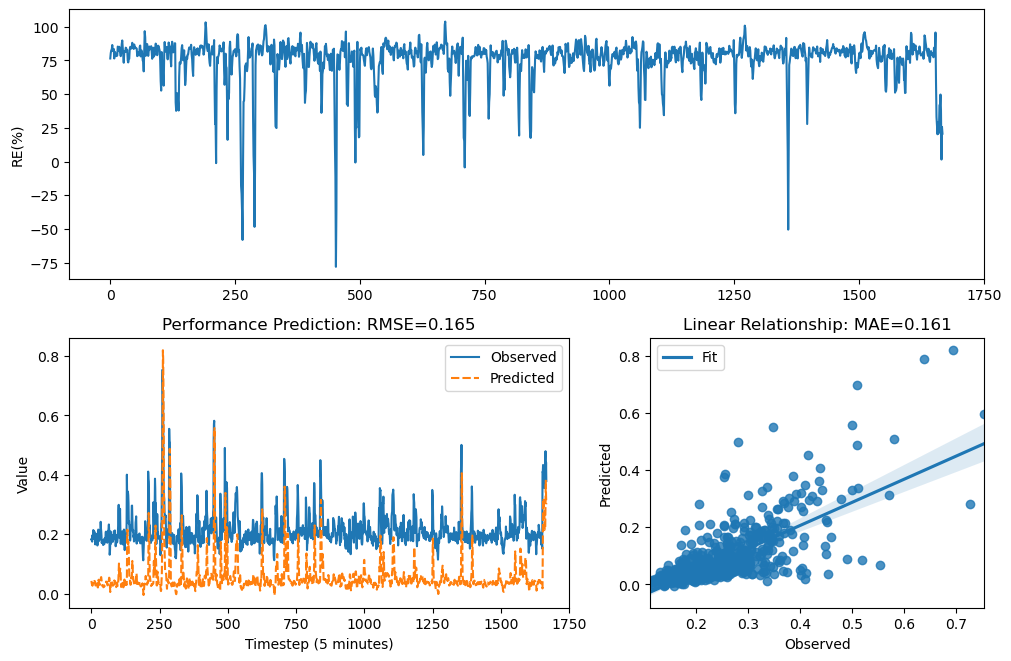 RE(%)
100
75
50
25
0
−25
−50
−75
0 250 500 750 1000 1250 1500 1750
Performance Prediction: RMSE=0.165
Value
0.8
0.6
0.4
0.2
0.0
Observed
Predicted
0 250 500 750 1000 1250 1500 1750
Timestep (5 minutes)
Linear Relationship: MAE=0.161
Predicted
0.8
0.6
0.4
0.2
0.0
Fit
0.2 0.3 0.4 0.5 0.6 0.7
Observed